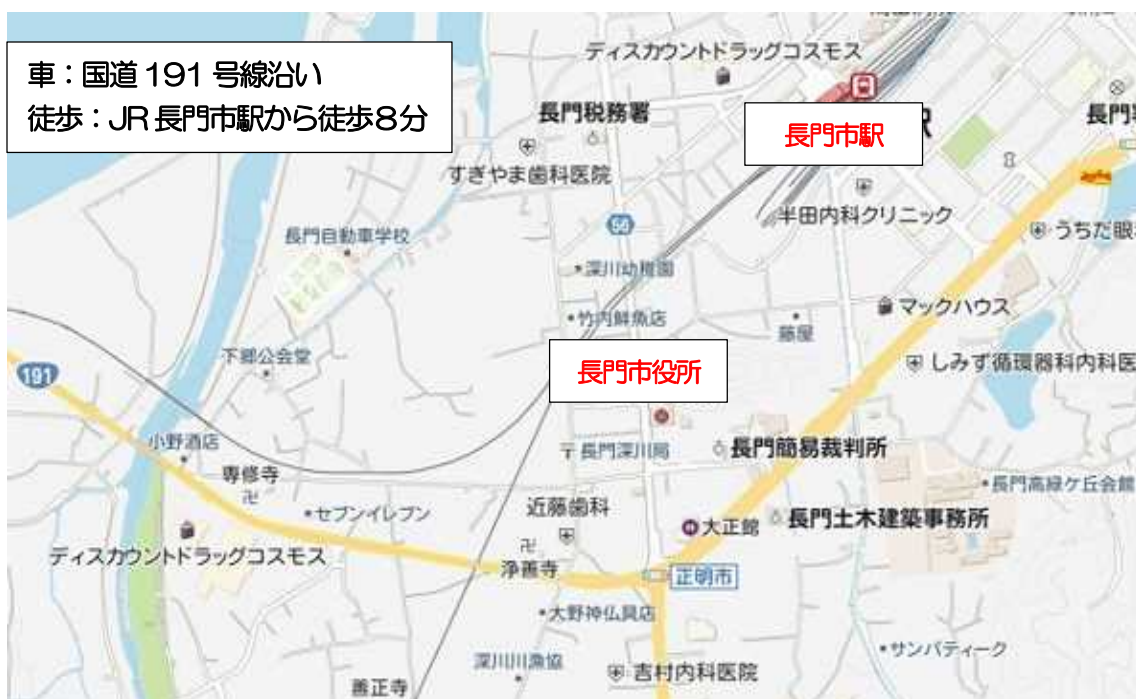 車：国道191号線沿い
徒歩：JR長門市駅から徒歩8分
ディスカウントドラッグコスモス
長門税務署
長門市駅
駅
すぎやま歯科医院
半田内科クリニック
うちだ眼
66
長門自動車学校
深川幼稚園
マックハウス
竹内鮮魚店
藤屋
下郷公会堂
しみず循環器科内科医
191
長門市役所
小野酒店
長門深川局
長門簡易裁判所
専修寺
長門高緑ケ丘会館
セブンイレブン
近藤歯科
大正館
長門土木建築事務所
ディスカウントドラッグコスモス
浄善寺
正明市
大野神仏具店
サンパティーク
深川川漁協
吉村内科医院
善正寺